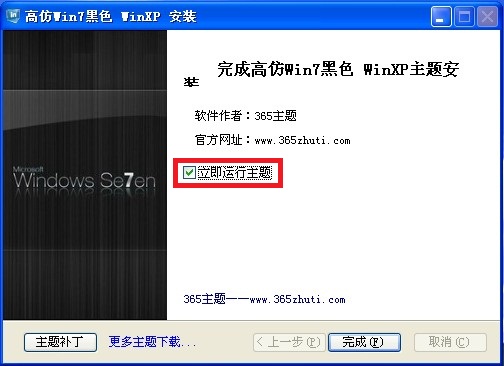 高仿Win7黑色 WinXP 安装
完成高仿Win7黑色 WinXP主题安
装
软件作者：365主题
官方网址：www.365zhuti.com
Microsoft
Windows Se7en
立即运行主题
365主题——www.365zhuti.com
主题补丁
更多主题下载...
< 上一步(P)
完成(F)
取消(C)